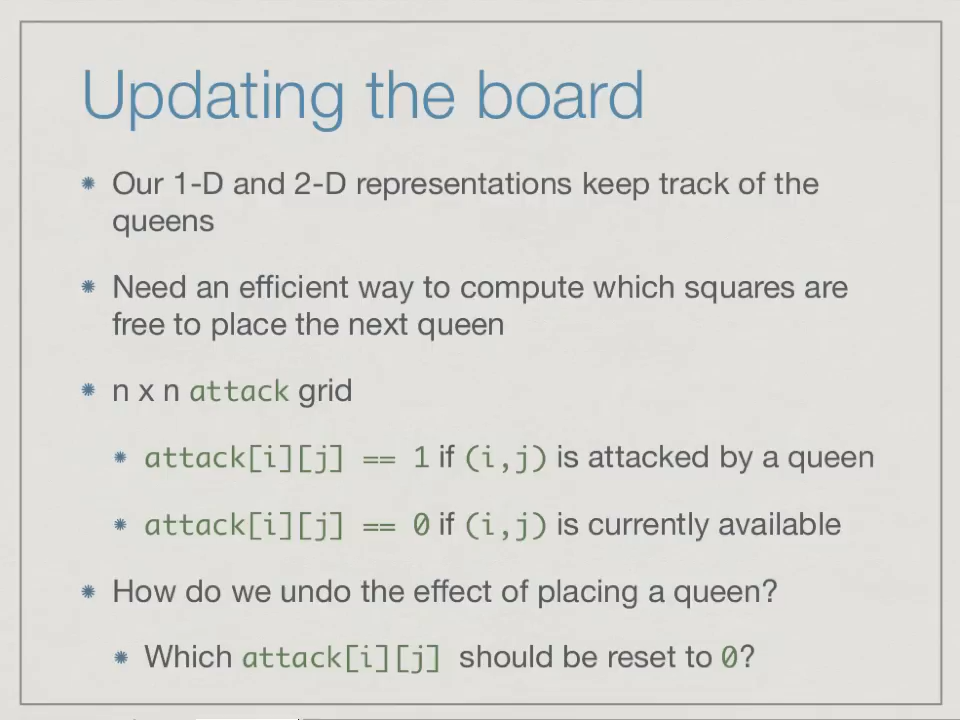 Updating the board
Our 1-D and 2-D representations keep track of the
queens
Need an efficient way to compute which squares are
free to place the next queen
n x n attack grid
attack[i][j] == 1 if (i,j) is attacked by a queen
attack[i][j] == 0 if (i,j) is currently available
How do we undo the effect of placing a queen?
Which attack[i][j] should be reset to 0?